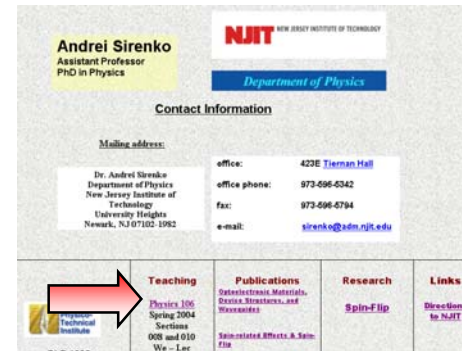 Andrei Sirenko
Assistant Professor
PhD in Physics
NJIT
NEW JERSEY INSTITUTE OF TECHNOLOGY
Department of Physics
Contact Information
Mailing address:
Dr. Andrei Sirenko
Department of Physics
New Jersey Institute of
Technology
University Heights
Newark, NJ 07102-1982
office: 423E Tiernan Hall
office phone: 973-596-5342
fax: 973-596-5794
e-mail: sirenko@adm.njit.edu
Physico-
Technical
Institute
Teaching
Physics 106
Spring 2004
Sections
008 and 010
We – Lec
Publications
Optoelectronic Materials,
Device Structures, and
Waveguides
Spin-related Effects & Spin-
Flip
Research
Spin-Flip
Links
Direction
to NJIT